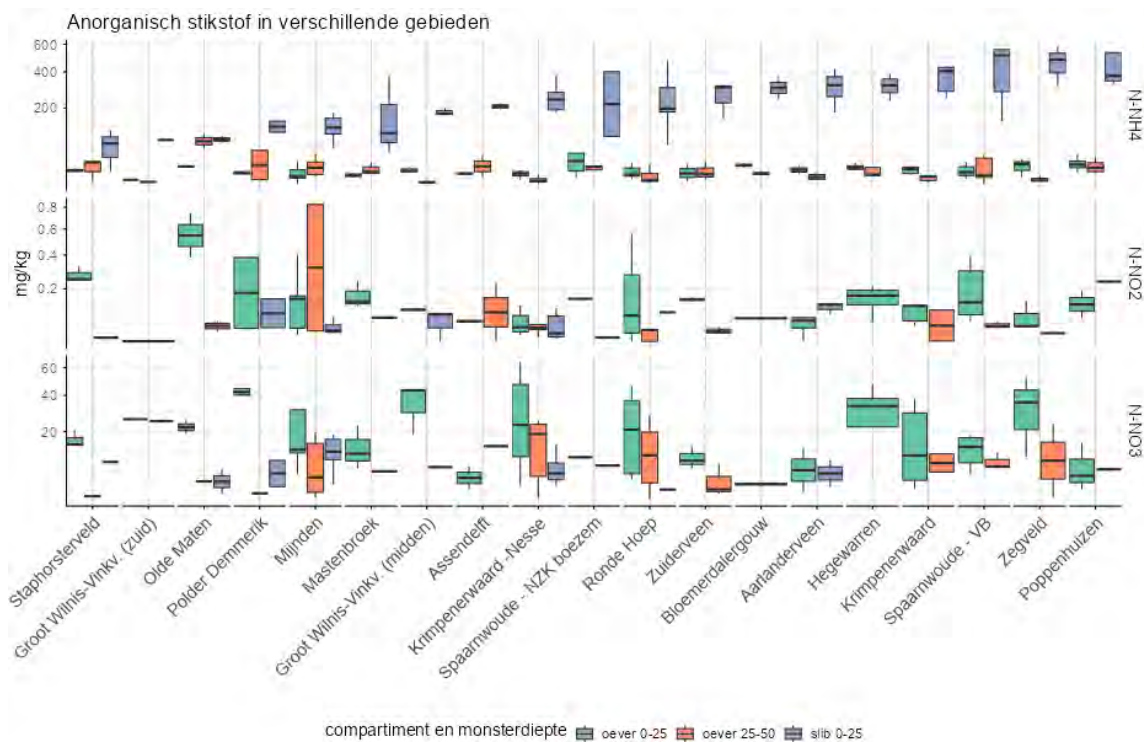 Anorganisch stikstof in verschillende gebieden
600
400
200
N-NH4
0.8
0.6
0.4
0.2
N-NO2
mg/kg
60
40
20
N-NO3
Staphorsterveld
Groot Wilnis-Vinkv. (zuid)
Olde Maten
Polder Demmerik
Mijnden
Mastenbroek
Groot Wilnis-Vinkv. (midden)
Assendelft
Krimpenerwaard -Nesse
Spaarnwoude - NZK boezem
Ronde Hoep
Zuiderveen
Bloemerdalergouw
Aarlanderveen
Hegewarren
Krimpenerwaard
Spaarnwoude - VB
Zegveld
Poppenhuizen
compartiment en monsterdiepte oever 0-25 oever 25-50 slib 0-25